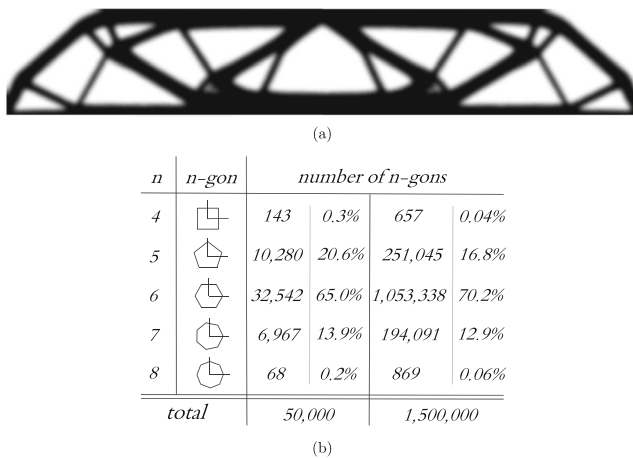 (a)
n n-gon number of n-gons
4 143 0.3% 657 0.04%
5 10,280 20.6% 251,045 16.8%
6 32,542 65.0% 1,053,338 70.2%
7 6,967 13.9% 194,091 12.9%
8 68 0.2% 869 0.06%
total 50,000 1,500,000
(b)